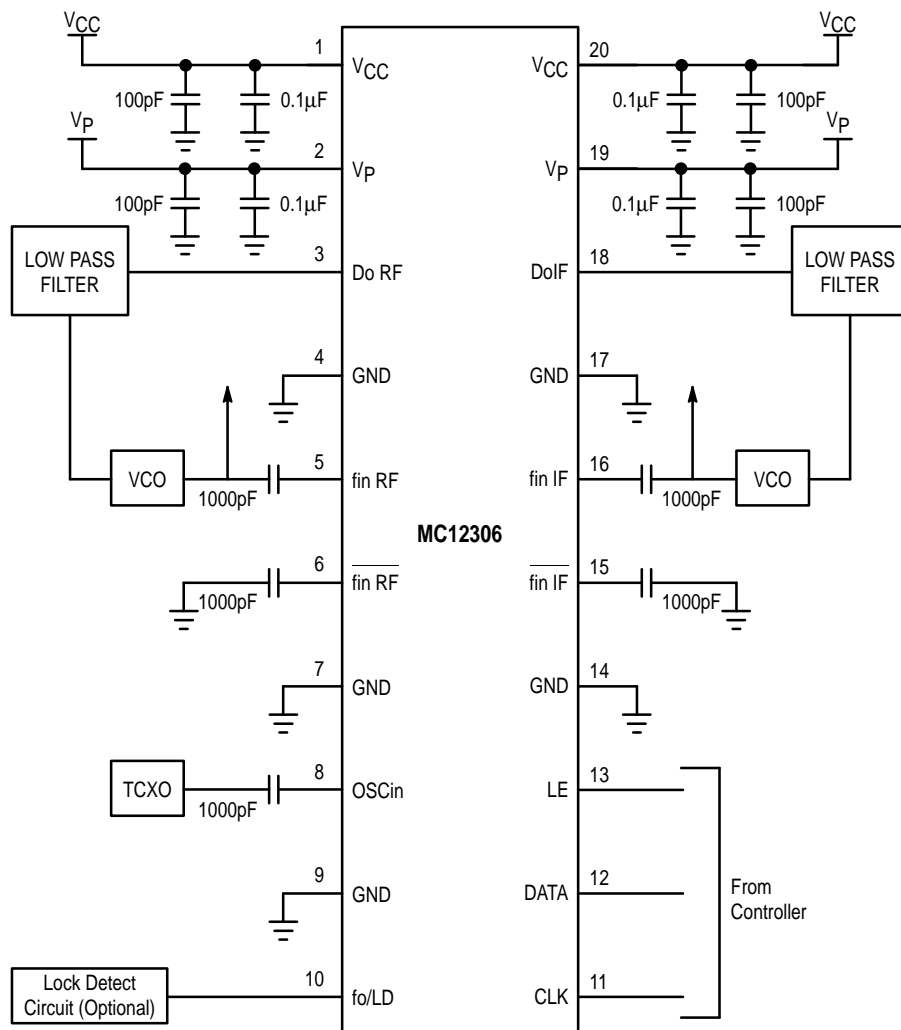 VCC
VCC
1
20
VCC
VCC
100pF
0.1µF
0.1µF
100pF
VP
VP
2
19
VP
VP
100pF
0.1µF
0.1µF
100pF
LOW PASS
FILTER
3
Do RF
DoIF
18
LOW PASS
FILTER
4
GND
GND
17
VCO
1000pF
5
fin RF
fin IF
16
1000pF
VCO
MC12306
1000pF
6
fin RF
fin IF
15
1000pF
7
GND
GND
14
TCXO
1000pF
8
OSCin
LE
13
9
GND
DATA
12
From
Controller
Lock Detect
Circuit (Optional)
10
fo/LD
CLK
11